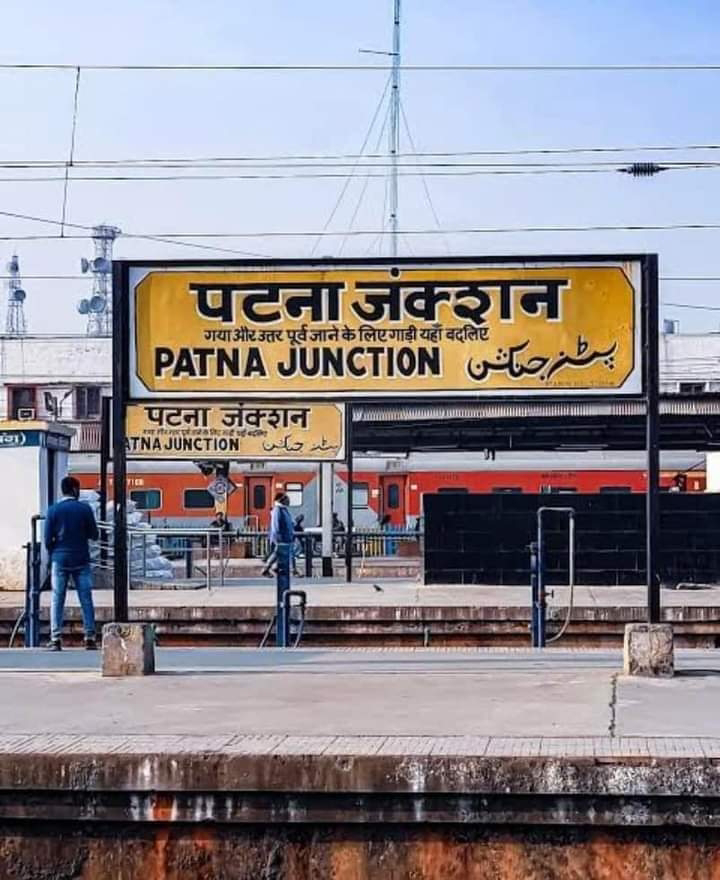 पटना जंक्शन
गया और उत्तर पूर्व जाने के लिए गाड़ी यहाँ बदलिए
PATNA JUNCTION پٹنہ جنکشن
पटना जंक्शन
ATNA JUNCTION پٹنہ جنکشن